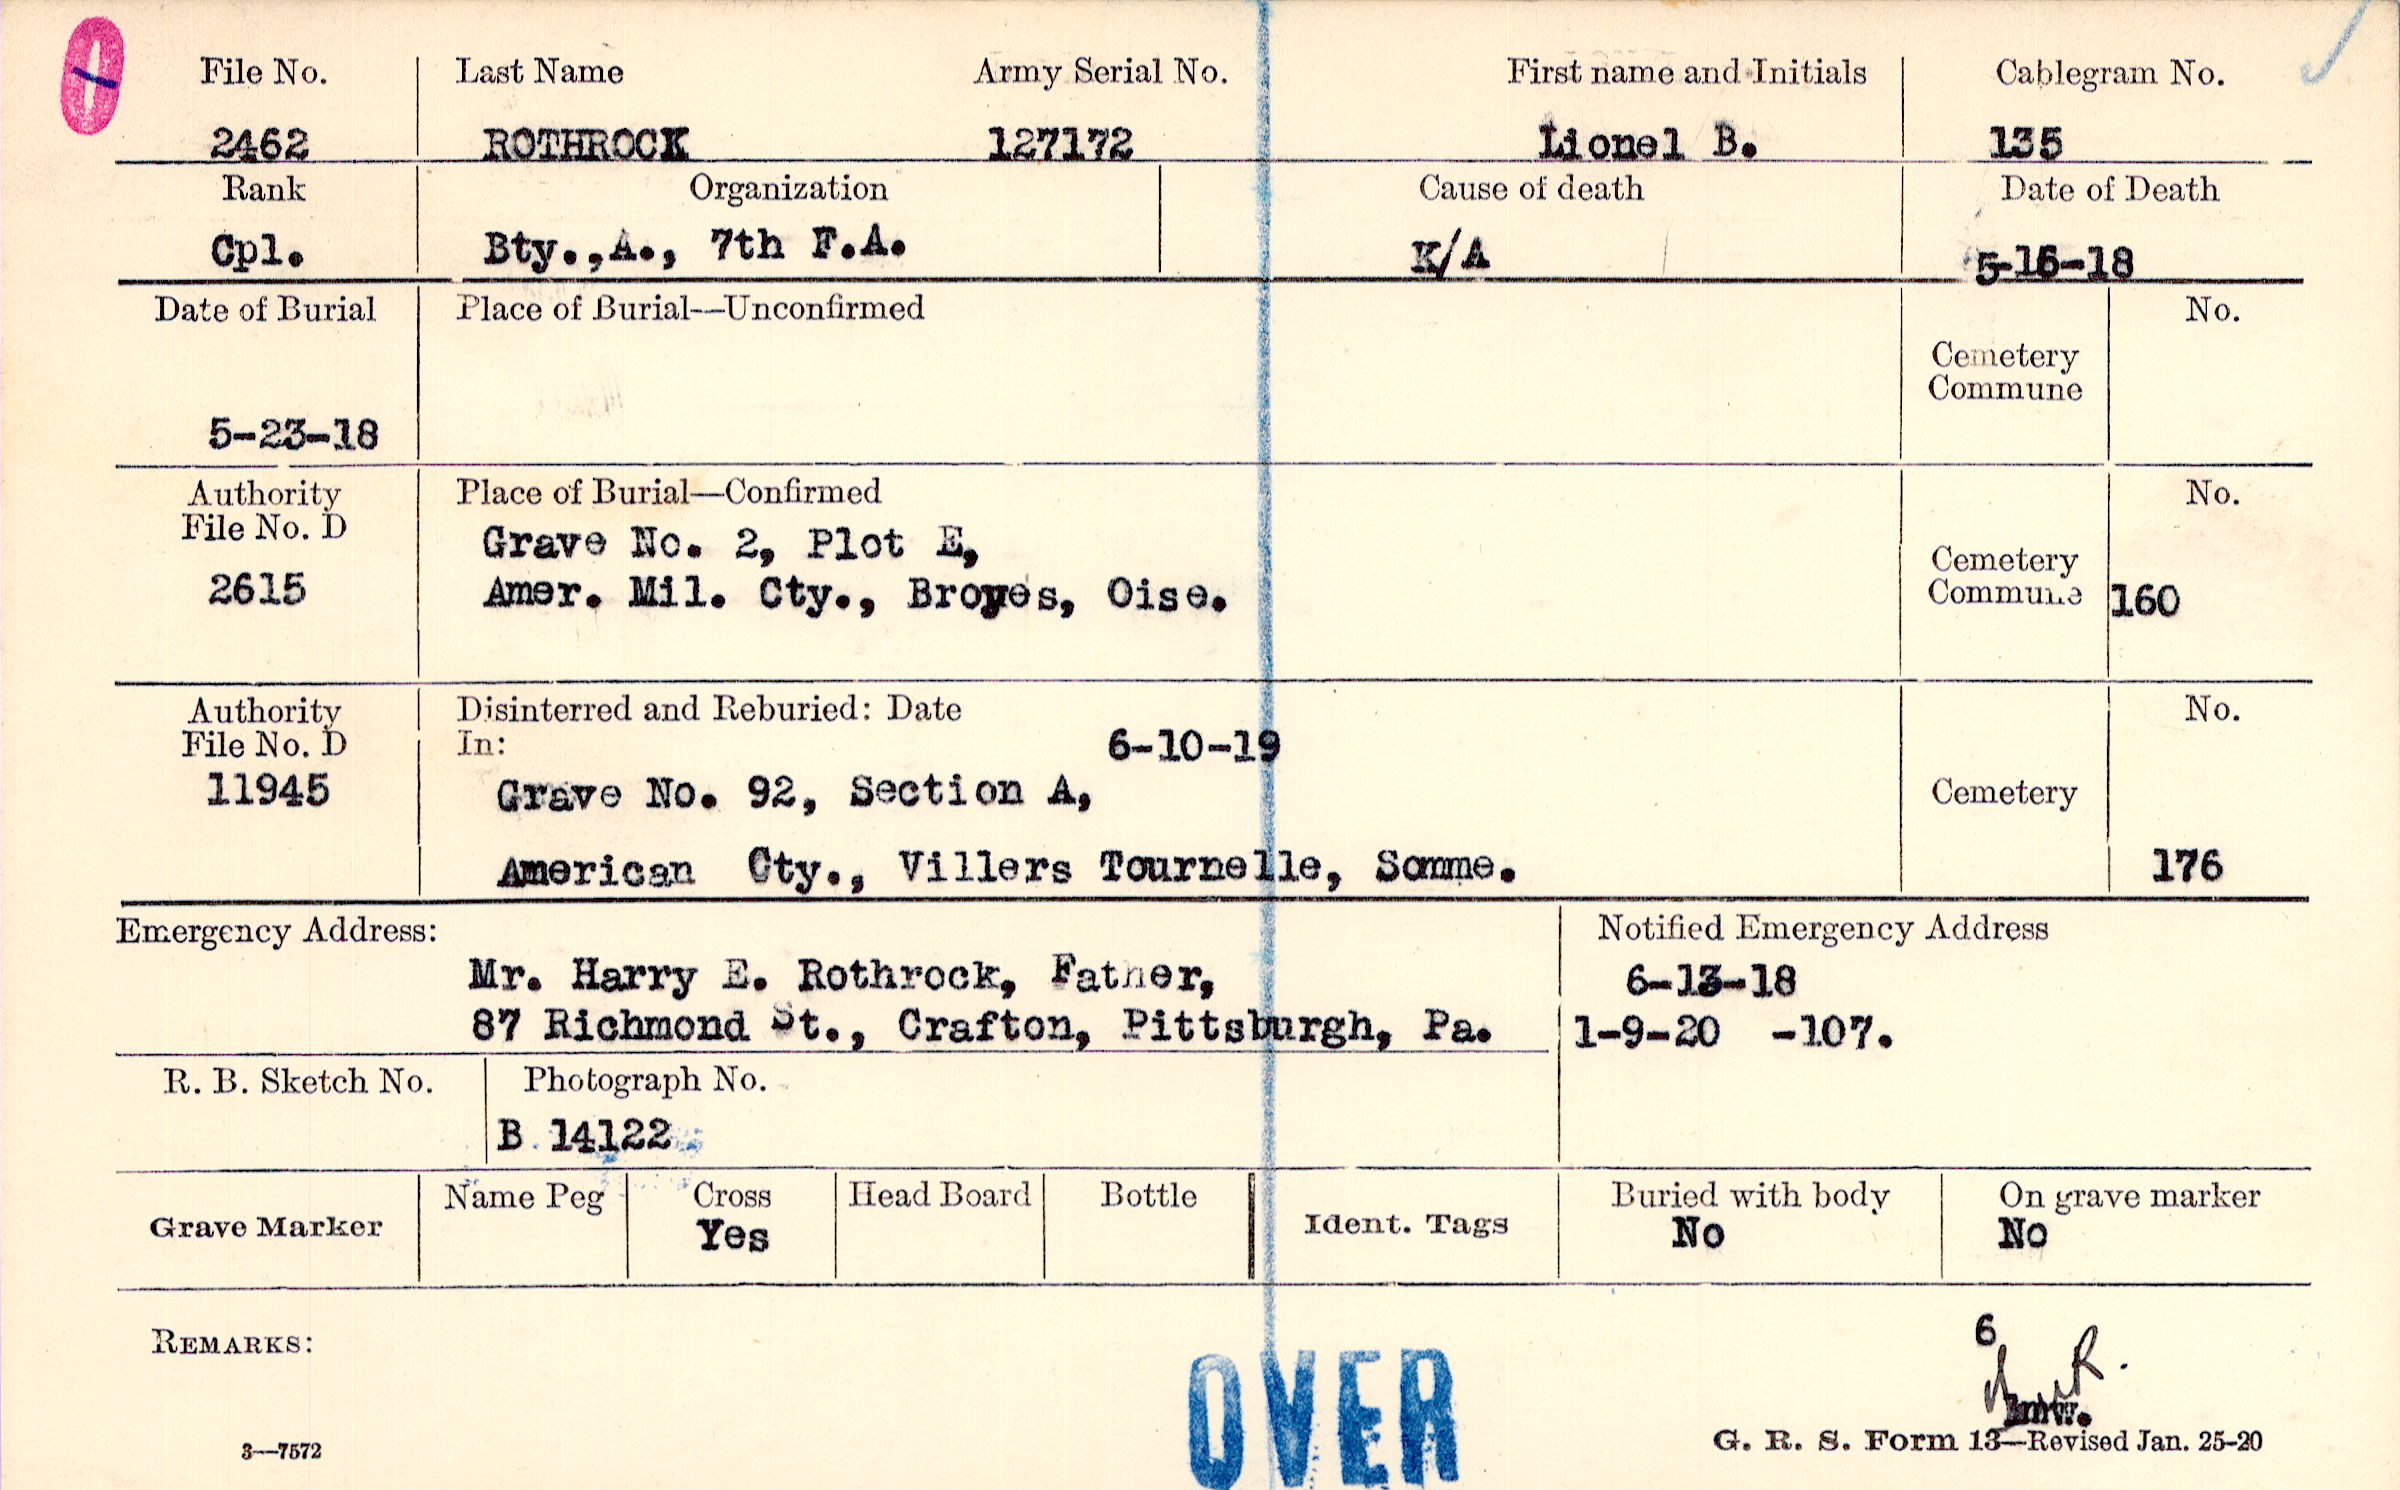 File No. Last Name Army Serial No. First name and Initials Cablegram No.
2462 ROTHROCK 127172 Lionel B. 135
Rank Organization Cause of death Date of Death
Cpl. Bty.,A., 7th F.A. K/A 5-16-18
Date of Burial Place of Burial—Unconfirmed No.
Cemetery
Commune
5-23-18
Authority Place of Burial—Confirmed No.
File No. D
Grave No. 2, Plot E,
Cemetery
2615 Amer. Mil. Cty., Broyes, Oise. Commune 160
Authority Disinterred and Reburied: Date No.
File No. D In: 6-10-19
11945 Grave No. 92, Section A, Cemetery
American Cty., Villers Tournelle, Somme. 176
Emergency Address: Notified Emergency Address
Mr. Harry E. Rothrock, Father, 6-13-18
87 Richmond St., Crafton, Pittsburgh, Pa. 1-9-20 -107.
R. B. Sketch No. Photograph No.
B 14122
Name Peg Cross Head Board Bottle Buried with body On grave marker
Grave Marker Yes Ident. Tags No No
6
REMARKS:
OVER
3—7572 G. R. S. Form 13—Revised Jan. 25-20